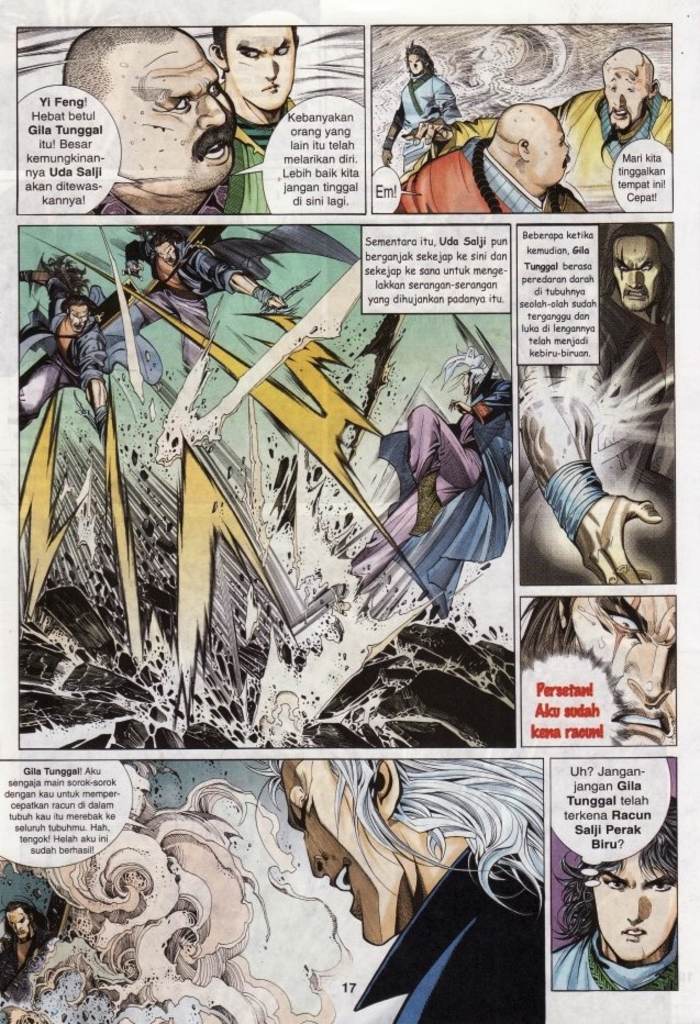 Yi Feng!
Hebat betul
Gila Tunggal
itu! Besar
kemungkinan-
nya Uda Salji
akan ditewas-
kannya!
Kebanyakan
orang yang
lain itu telah
melarikan diri.
Lebih baik kita
jangan tinggal
di sini lagi.
Em!
Mari kita
tinggalkan
tempat ini!
Cepat!
Sementara itu, Uda Salji pun
berganjak sekejap ke sini dan
sekejap ke sana untuk menge-
lakkan serangan-serangan
yang dihujankan padanya itu.
Beberapa ketika
kemudian, Gila
Tunggal berasa
peredaran darah
di tubuhnya
seolah-olah sudah
terganggu dan
luka di lengannya
telah menjadi
kebiru-biruan.
Persetan!
Aku sudah
kena racun!
Gila Tunggal! Aku
sengaja main sorok-sorok
dengan kau untuk memper-
cepatkan racun di dalam
tubuh kau itu merebak ke
seluruh tubuhmu. Hah,
tengok! Helah aku ini
sudah berhasil!
Uh? Jangan-
jangan Gila
Tunggal telah
terkena Racun
Salji Perak
Biru?
17